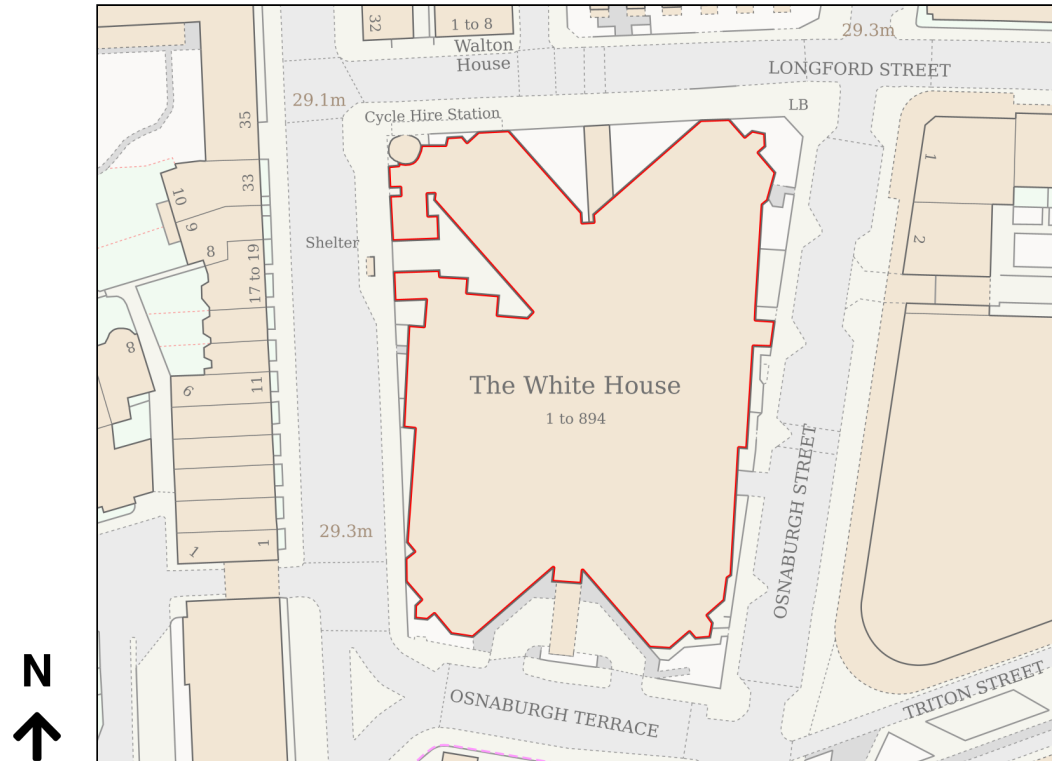 32
1 to 8
Walton
House
29.3m
LONGFORD STREET
29.1m
Cycle Hire Station
LB
35
1
10
33
9
8
2
Shelter
17 to 19
8
6
11
The White House
1 to 894
OSNABURGH STREET
29.3m
1
1
N
TRITON STREET
OSNABURGH TERRACE